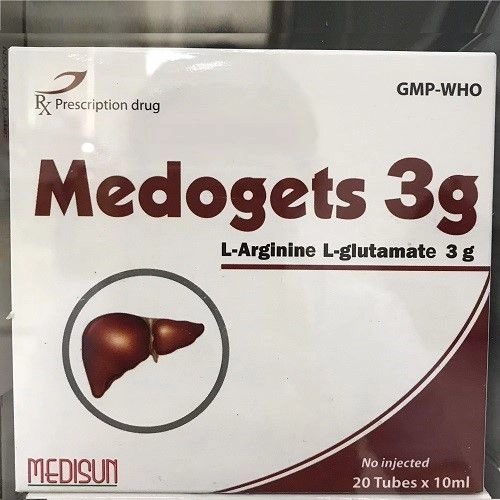 GMP-WHO
Rx Prescription drug
Medogets 3g
L-Arginine L-glutamate 3 g
MEDISUN
No injected
20 Tubes x 10ml